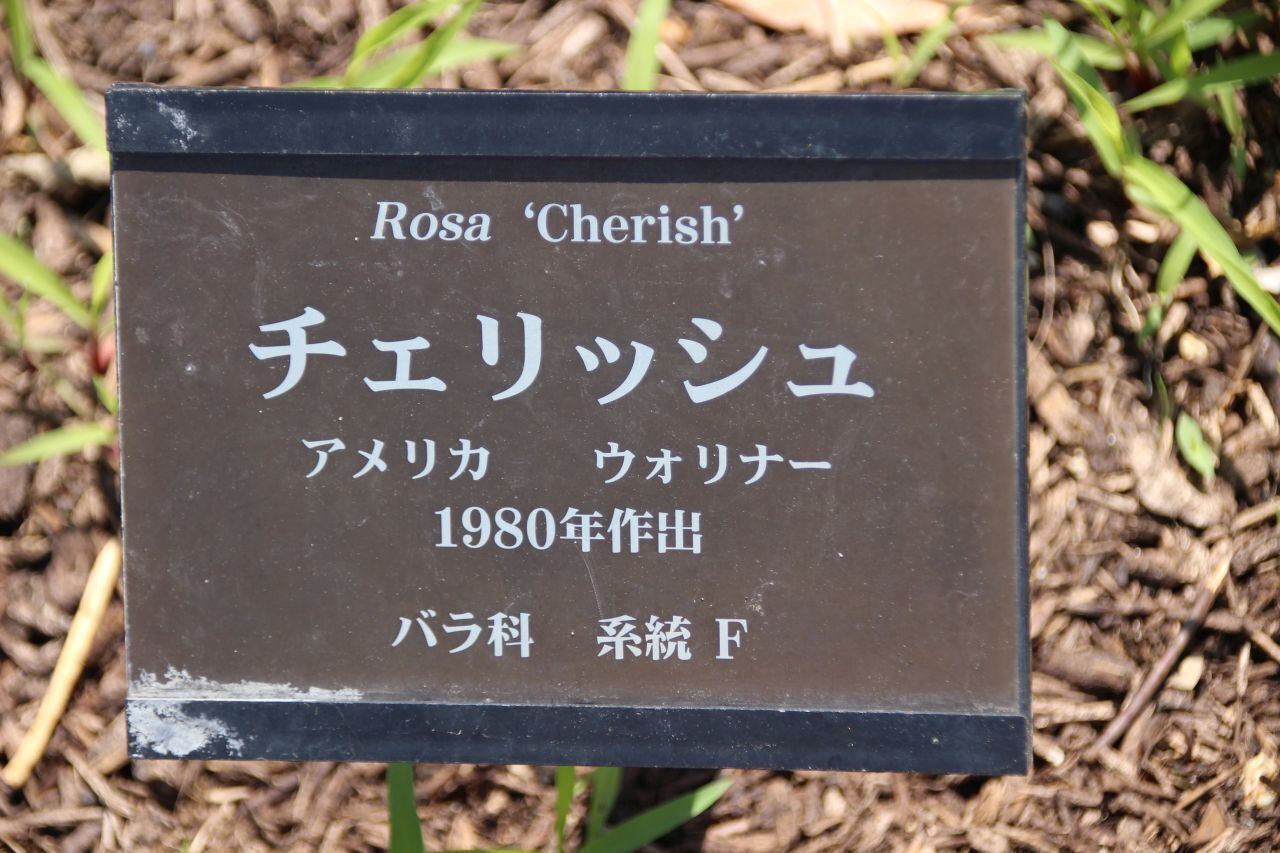 Rosa ‘Cherish’
チェリッシュ
アメリカ ウォリナー
1980年作出
バラ科 系統 F